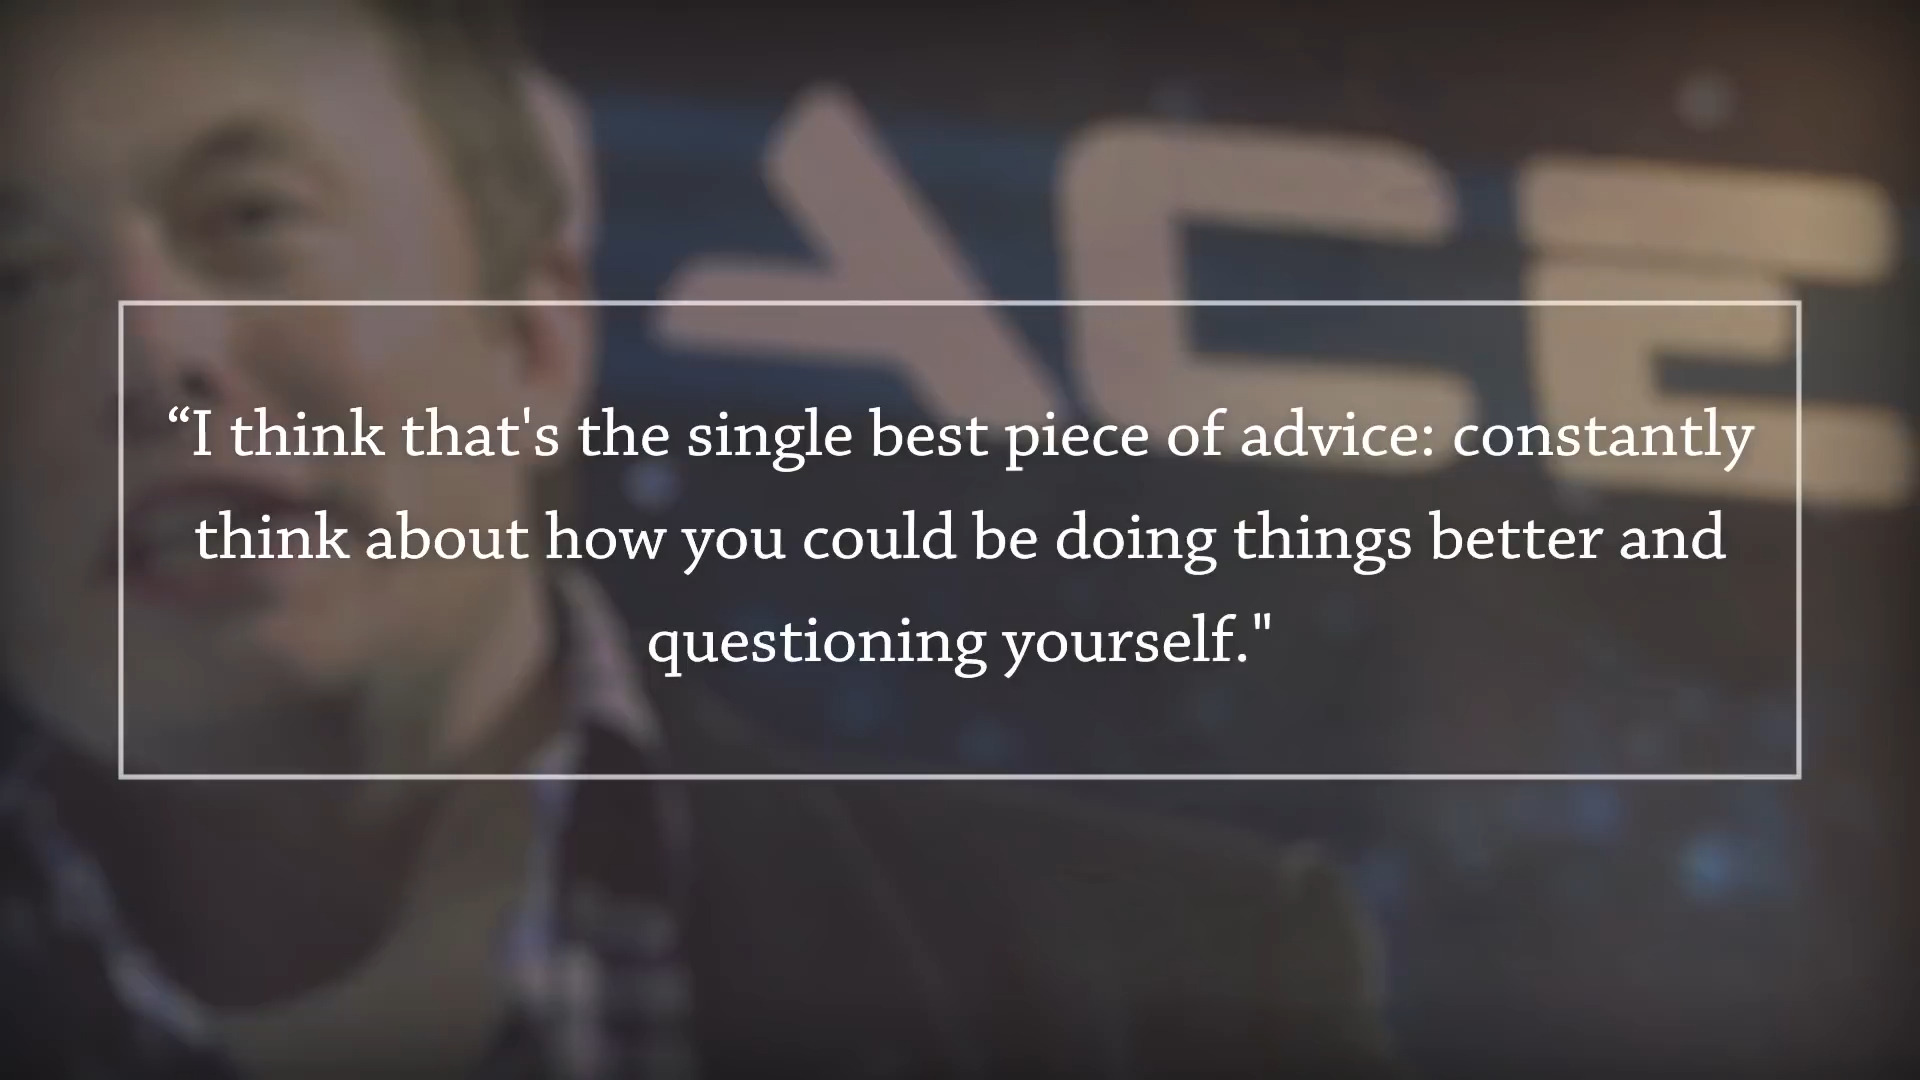 ACE
“I think that's the single best piece of advice: constantly
think about how you could be doing things better and
questioning yourself."